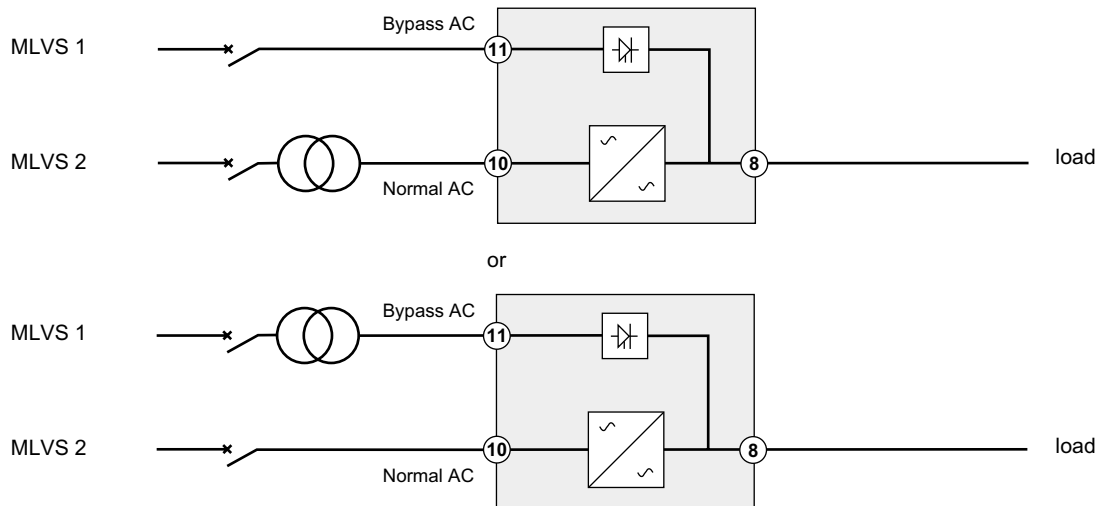 Bypass AC
MLVS 1
11
MLVS 2
10
8
load
Normal AC
or
Bypass AC
MLVS 1
11
MLVS 2
10
8
load
Normal AC